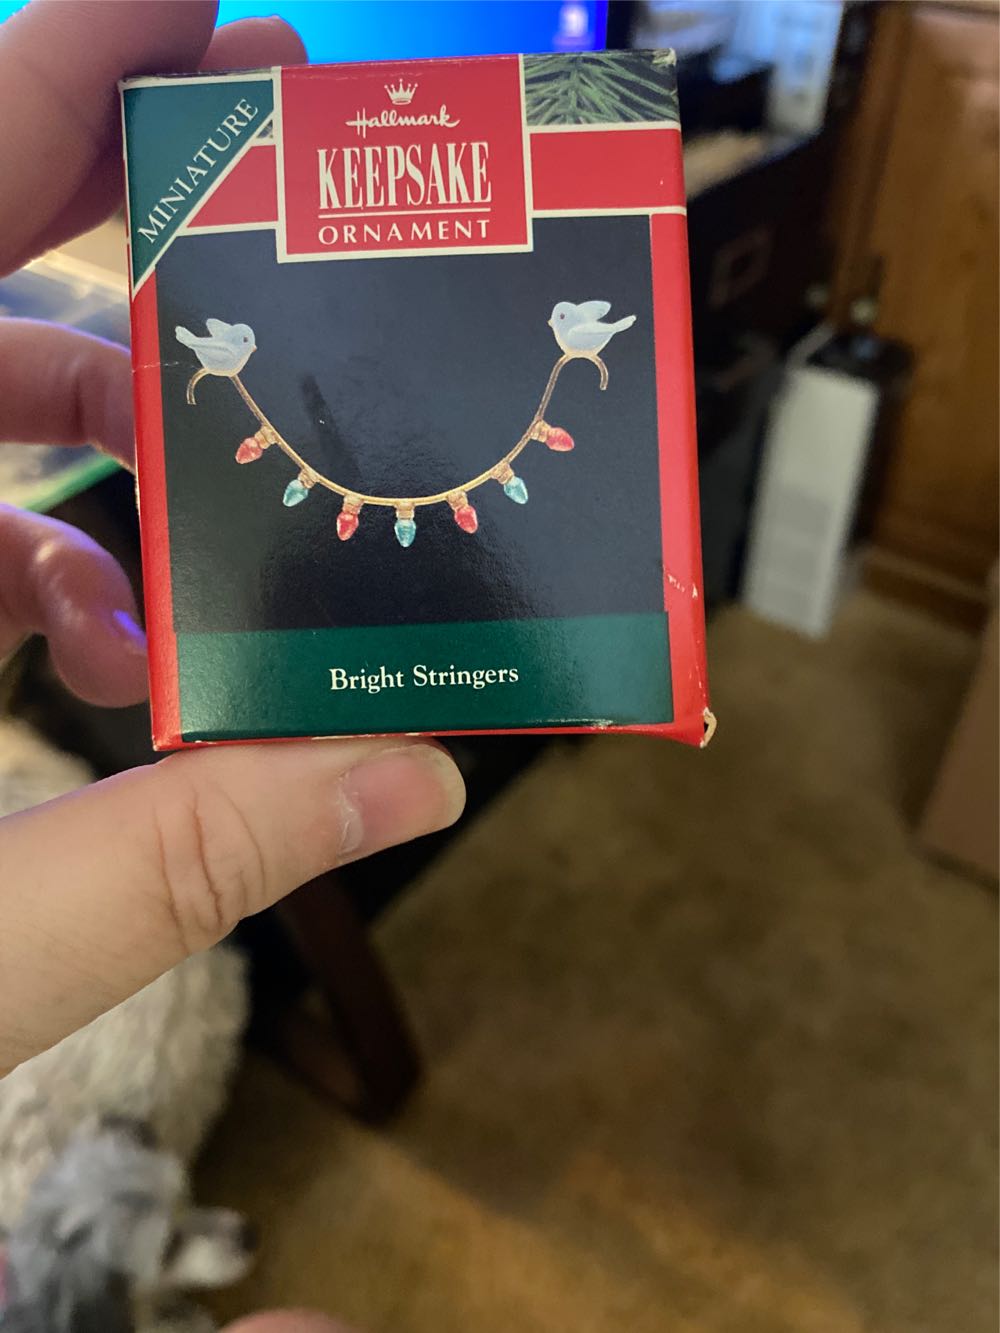 MINIATURE
Hallmark
KEEPSAKE
ORNAMENT
Bright Stringers